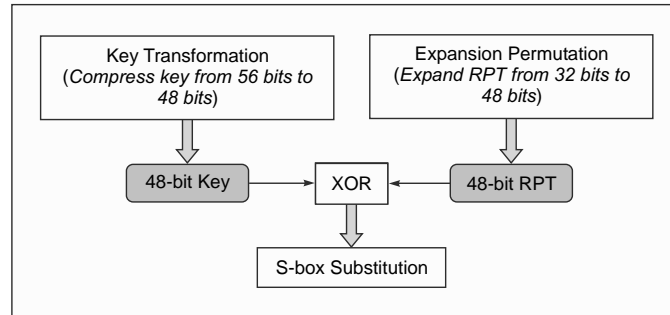 Key Transformation
(Compress key from 56 bits to
48 bits)
Expansion Permutation
(Expand RPT from 32 bits to
48 bits)
48-bit Key
XOR
48-bit RPT
S-box Substitution